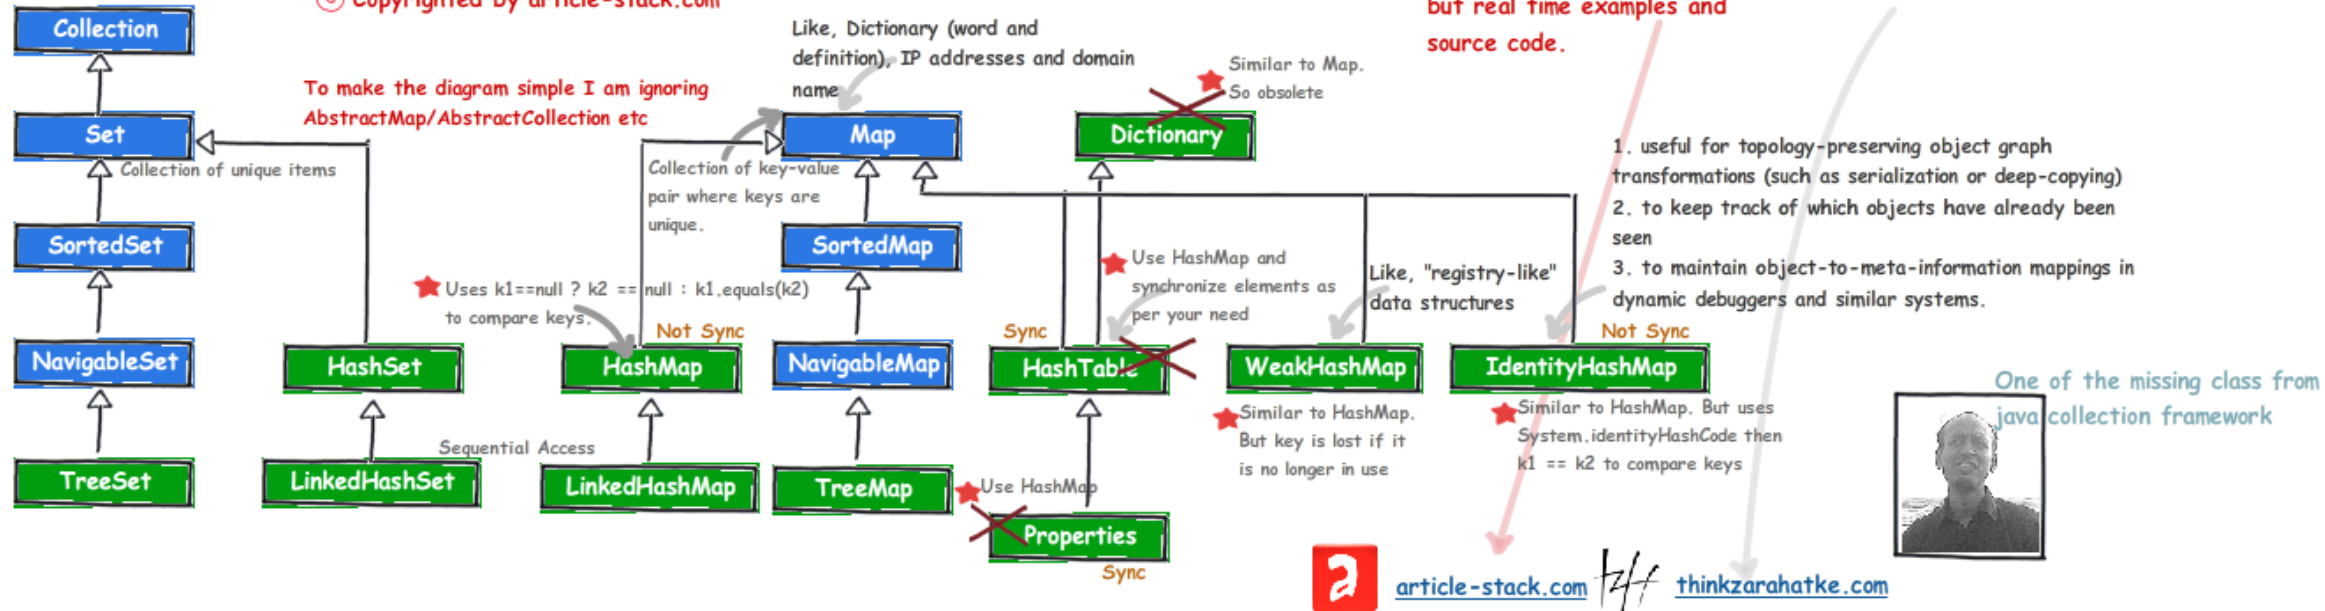 © Copyrighted by article-stack.com
but real time examples and
source code.
Collection
Like, Dictionary (word and
definition), IP addresses and domain
name
Similar to Map.
So obsolete
To make the diagram simple I am ignoring
AbstractMap/AbstractCollection etc
Set
Map
Dictionary
Collection of unique items
Collection of key-value
pair where keys are
unique.
1. useful for topology-preserving object graph
transformations (such as serialization or deep-copying)
2. to keep track of which objects have already been
seen
3. to maintain object-to-meta-information mappings in
dynamic debuggers and similar systems.
SortedSet
SortedMap
Use HashMap and
synchronize elements as
per your need
Like, "registry-like"
data structures
Uses k1==null ? k2 == null : k1.equals(k2)
to compare keys.
Not Sync
Sync
Not Sync
NavigableSet
HashSet
HashMap
NavigableMap
HashTable
WeakHashMap
IdentityHashMap
One of the missing class from
java collection framework
Similar to HashMap.
But key is lost if it
is no longer in use
Similar to HashMap. But uses
System.identityHashCode then
k1 == k2 to compare keys
Sequential Access
TreeSet
LinkedHashSet
LinkedHashMap
TreeMap
Use HashMap
Properties
Sync
a
article-stack.com
thinkzarahatke.com